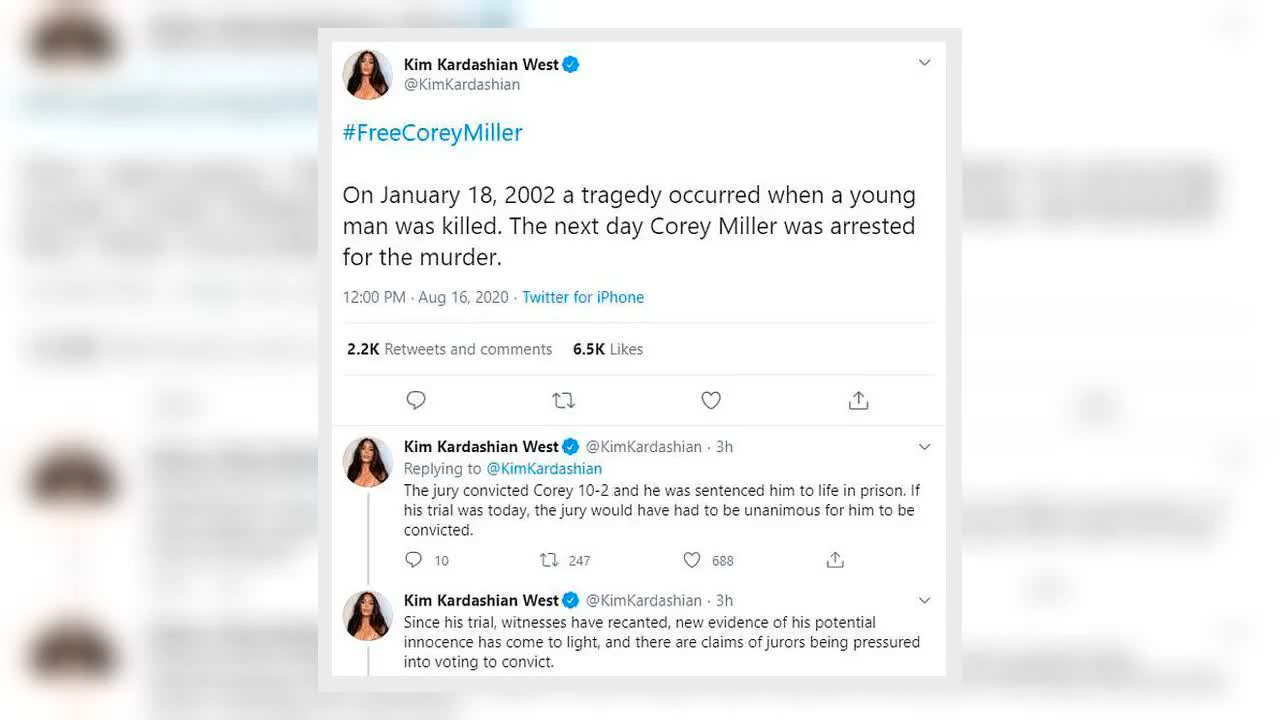 Kim Kardashian West
@KimKardashian
#FreeCoreyMiller
On January 18, 2002 a tragedy occurred when a young
man was killed. The next day Corey Miller was arrested
for the murder.
12:00 PM · Aug 16, 2020 · Twitter for iPhone
2.2K Retweets and comments 6.5K Likes
Kim Kardashian West @KimKardashian · 3h
Replying to @KimKardashian
The jury convicted Corey 10-2 and he was sentenced him to life in prison. If
his trial was today, the jury would have had to be unanimous for him to be
convicted.
10 247 688
Kim Kardashian West @KimKardashian · 3h
Since his trial, witnesses have recanted, new evidence of his potential
innocence has come to light, and there are claims of jurors being pressured
into voting to convict.